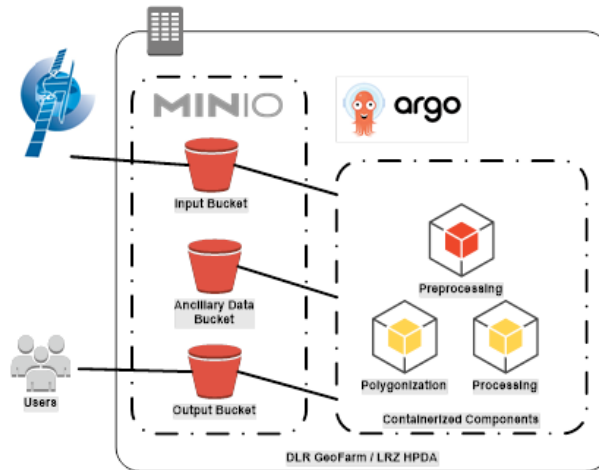 MINIO
argo
Input Bucket
Preprocessing
Ancillary Data
Bucket
Polygonization
Processing
Users
Output Bucket
Containerized Components
DLR GeoFarm / LRZ HPDA